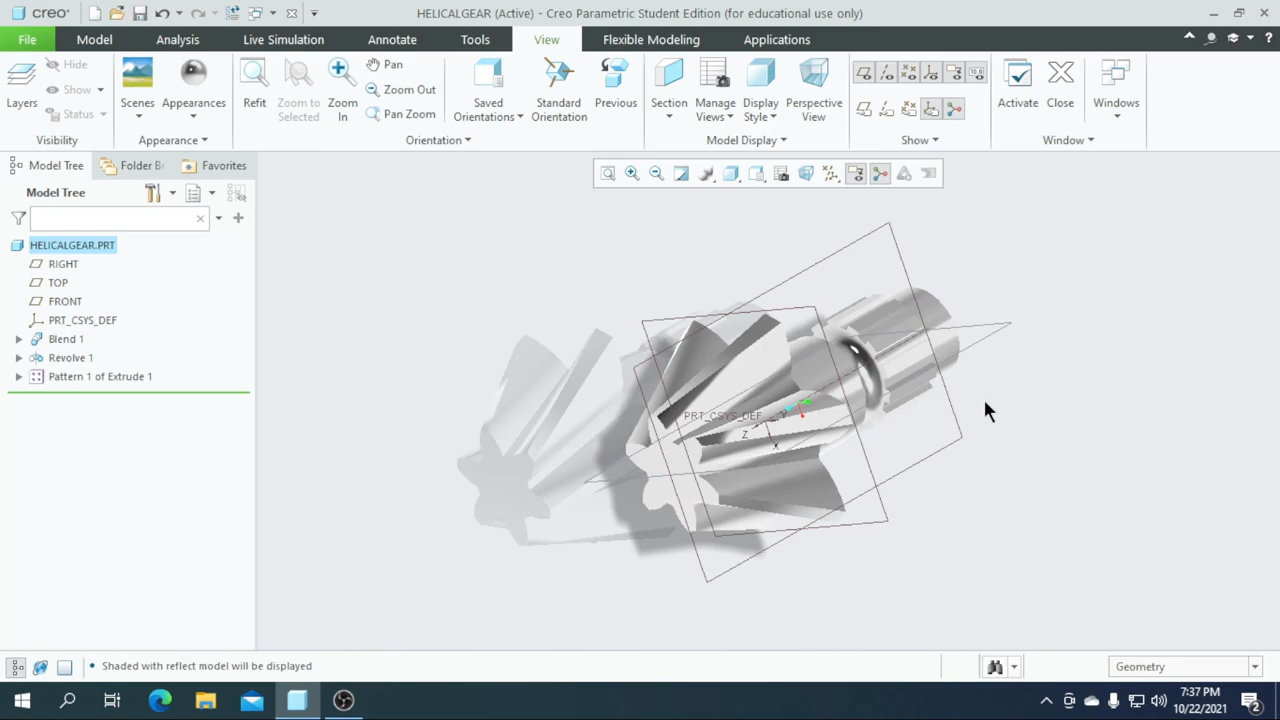 creo
HELICALGEAR (Active) - Creo Parametric Student Edition (for educational use only)
File Model Analysis Live Simulation Annotate Tools View Flexible Modeling Applications
Layers
Hide
Show
Status
Visibility
Scenes
Appearances
Appearance
Refit
Zoom to Selected
Zoom In
Pan
Zoom Out
Pan Zoom
Saved Orientations
Standard Orientation
Previous
Orientation
Section
Manage Views
Display Style
Perspective View
Model Display
10.0
Show
Activate
Close
Windows
Window
Model Tree Folder Br Favorites
Model Tree
HELICALGEAR.PRT
RIGHT
TOP
FRONT
PRT_CSYS_DEF
Blend 1
Revolve 1
Pattern 1 of Extrude 1
PRT_CSYS_DEF
Y
Z
X
Shaded with reflect model will be displayed
Geometry
7:37 PM
10/22/2021
2